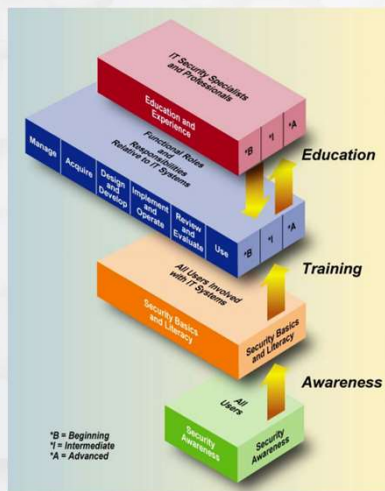 IT Security Specialists
and Professionals
Education and
Experience
*B
*I
*A
Education
Functional Roles
and
Responsibilities
Relative to IT Systems
Manage
Acquire
Design
and
Develop
Implement
and
Operate
Review
and
Evaluate
Use
*B
*I
*A
Training
All Users Involved
with IT Systems
Security Basics
and Literacy
Security Basics
and Literacy
Awareness
All
Users
Security
Awareness
Security
Awareness
*B = Beginning
*I = Intermediate
*A = Advanced